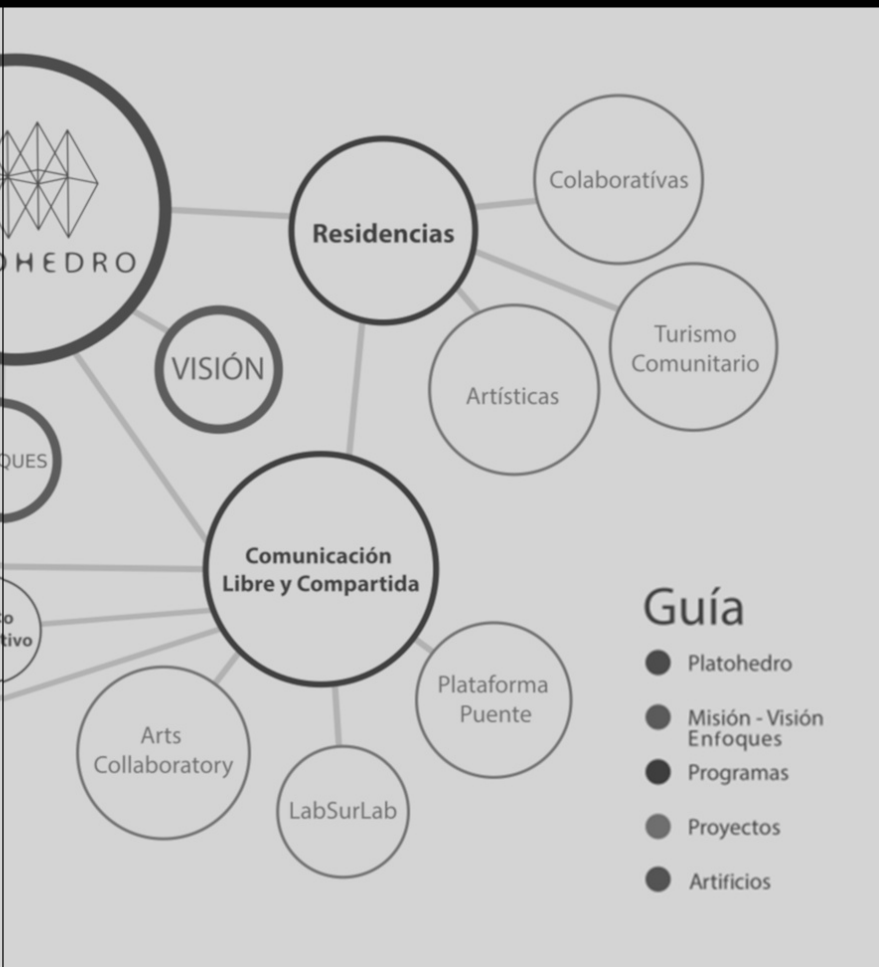 HEDRO
Residencias
Colaboratívas
Turismo
Comunitario
Artísticas
VISIÓN
QUES
Comunicación
Libre y Compartida
tivo
Plataforma
Puente
Arts
Collaboratory
LabSurLab
Guía
Platohedro
Misión - Visión
Enfoques
Programas
Proyectos
Artificios